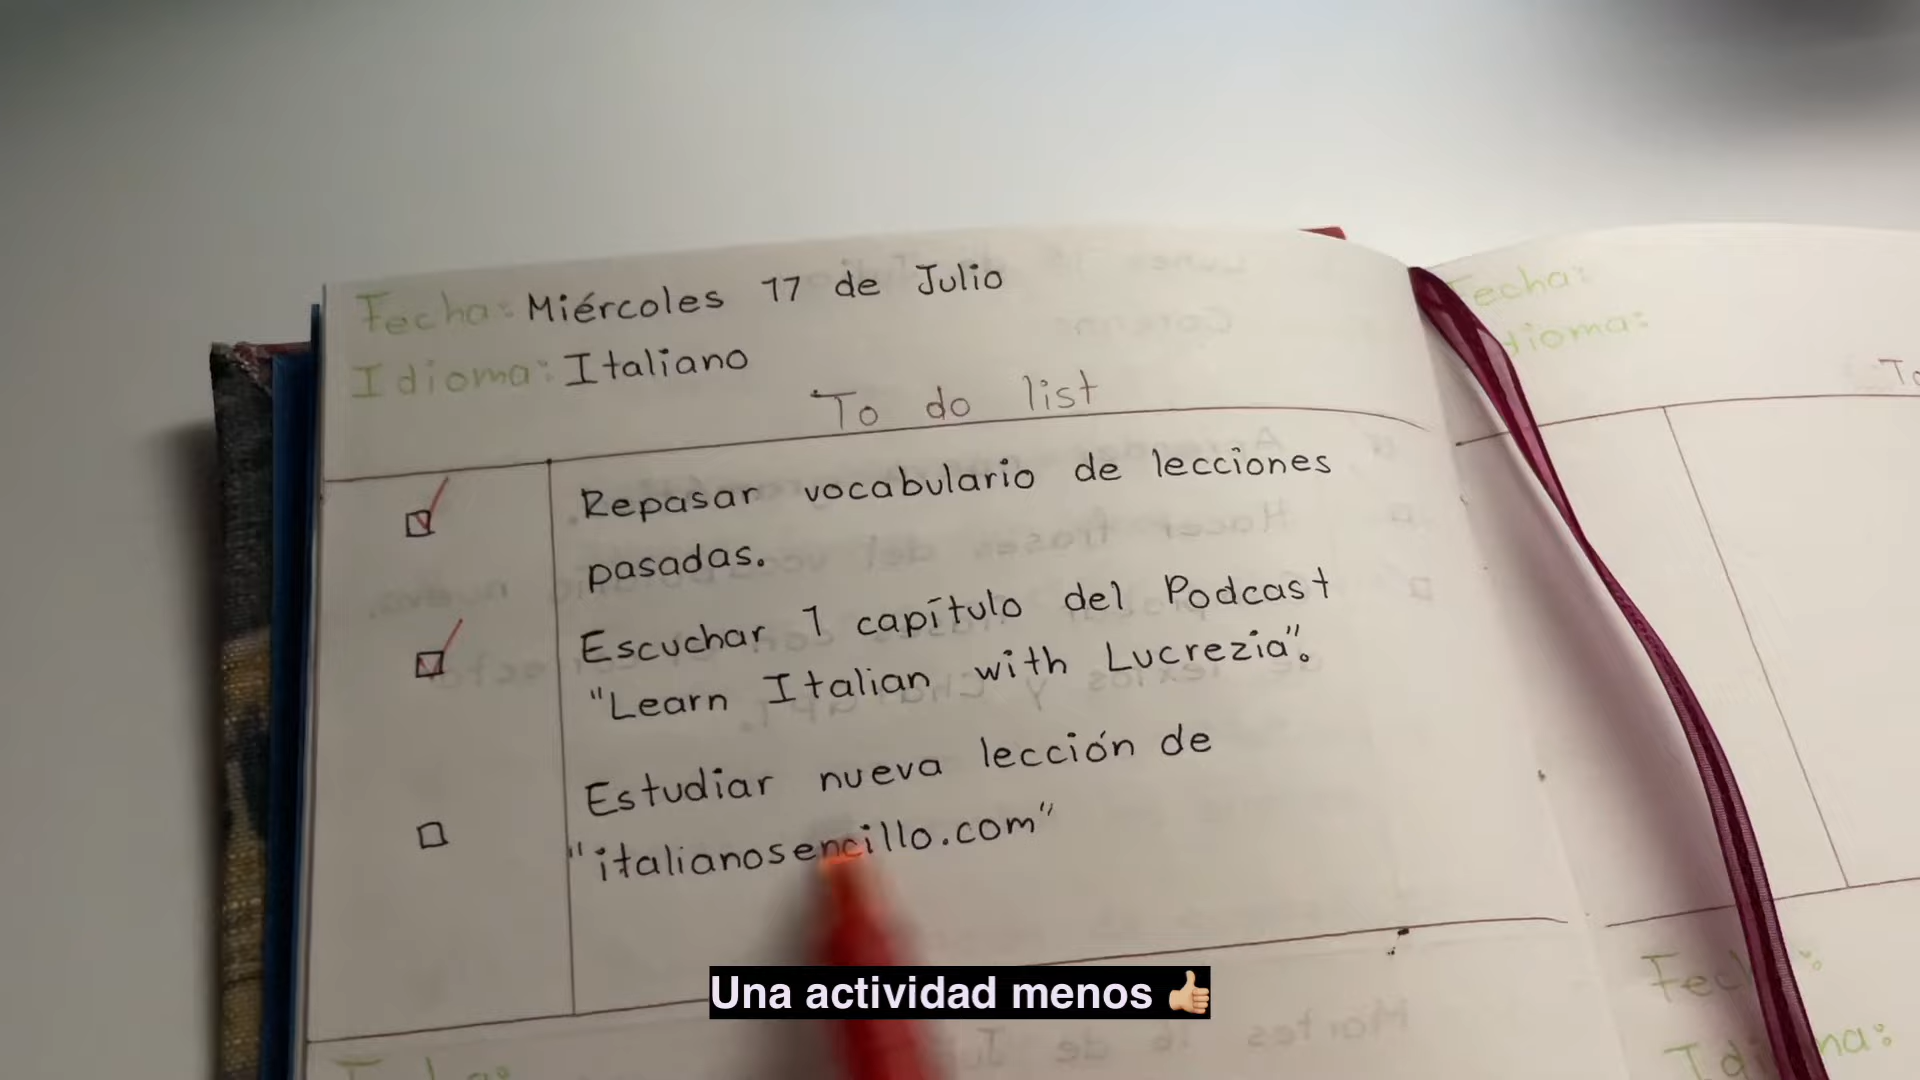 Fecha: Miércoles 17 de Julio
Idioma: Italiano
To do list
Repasar vocabulario de lecciones
pasadas.
Escuchar 1 capítulo del Podcast
"Learn Italian with Lucrezia".
Estudiar nueva lección de
"italianosencillo.com"
Fecha:
Idioma:
Una actividad menos 👍🏼